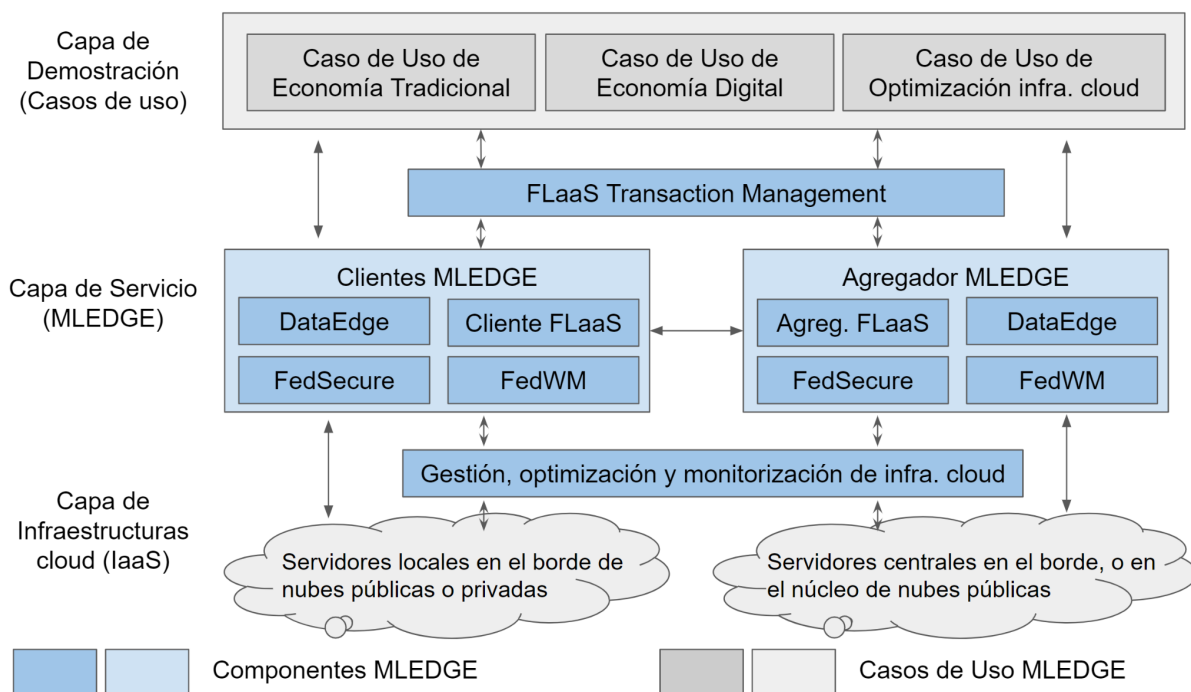 Capa de
Demostración
(Casos de uso)
Caso de Uso de
Economía Tradicional
Caso de Uso de
Economía Digital
Caso de Uso de
Optimización infra. cloud
FLaaS Transaction Management
Capa de Servicio
(MLEDGE)
Clientes MLEDGE
DataEdge
Cliente FLaaS
FedSecure
FedWM
Agregador MLEDGE
Agreg. FLaaS
DataEdge
FedSecure
FedWM
Gestión, optimización y monitorización de infra. cloud
Capa de
Infraestructuras
cloud (IaaS)
Servidores locales en el borde de
nubes públicas o privadas
Servidores centrales en el borde, o en
el núcleo de nubes públicas
Componentes MLEDGE
Casos de Uso MLEDGE